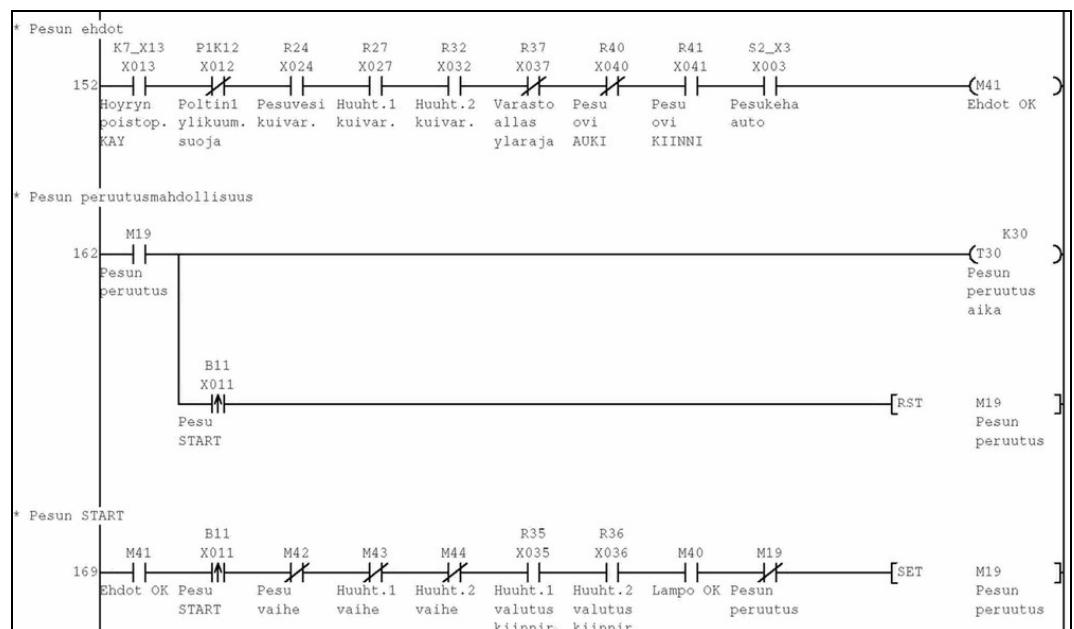 * Pesun ehdot
K7_X13 P1K12 R24 R27 R32 R37 R40 R41 S2_X3
X013 X012 X024 X027 X032 X037 X040 X041 X003
152 M41
Hoyryn Poltin1 Pesuvesi Huuht.1 Huuht.2 Varasto Pesu Pesu Pesukeha Ehdot OK
poistop. ylikuum. kuivar. kuivar. kuivar. allas ovi ovi auto
KAY suoja ylaraja AUKI KIINNI
* Pesun peruutusmahdollisuus
M19 K30
162 T30
Pesun Pesun
peruutus peruutus
aika
B11
X011
RST M19
Pesu Pesun
START peruutus
* Pesun START
B11 R35 R36
M41 X011 M42 M43 M44 X035 X036 M40 M19
169 SET M19
Ehdot OK Pesu Pesu Huuht.1 Huuht.2 Huuht.1 Huuht.2 Lampo OK Pesun Pesun
START vaihe vaihe vaihe valutus valutus peruutus peruutus